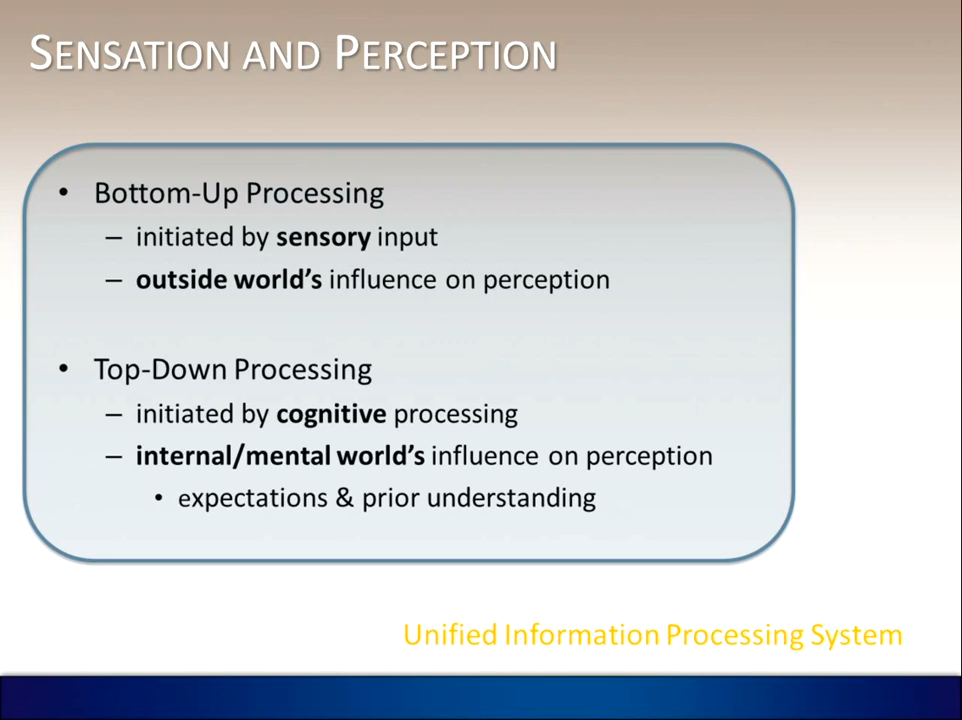 SENSATION AND PERCEPTION
• Bottom-Up Processing
– initiated by sensory input
– outside world's influence on perception
• Top-Down Processing
– initiated by cognitive processing
– internal/mental world's influence on perception
• expectations & prior understanding
Unified Information Processing System